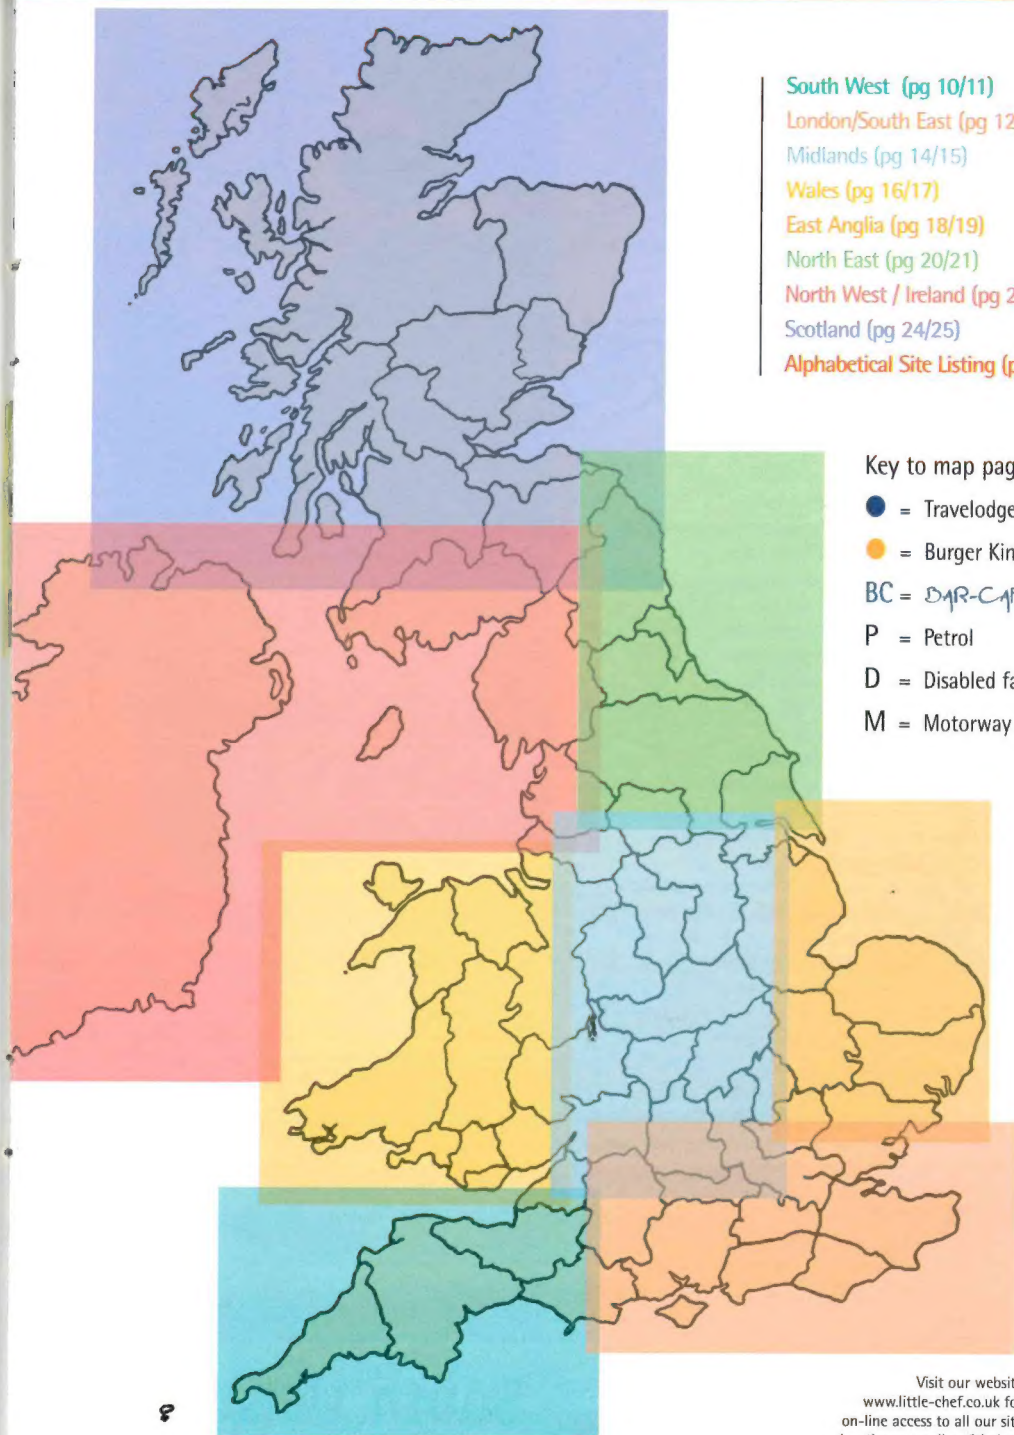 South West (pg 10/11)
London/South East (pg 12
Midlands (pg 14/15)
Wales (pg 16/17)
East Anglia (pg 18/19)
North East (pg 20/21)
North West / Ireland (pg 2
Scotland (pg 24/25)
Alphabetical Site Listing (p
Key to map pag
= Travelodge
= Burger Kin
BC = BAR-CAF
P = Petrol
D = Disabled fa
M = Motorway
Visit our websit
www.little-chef.co.uk fo
on-line access to all our sit
8